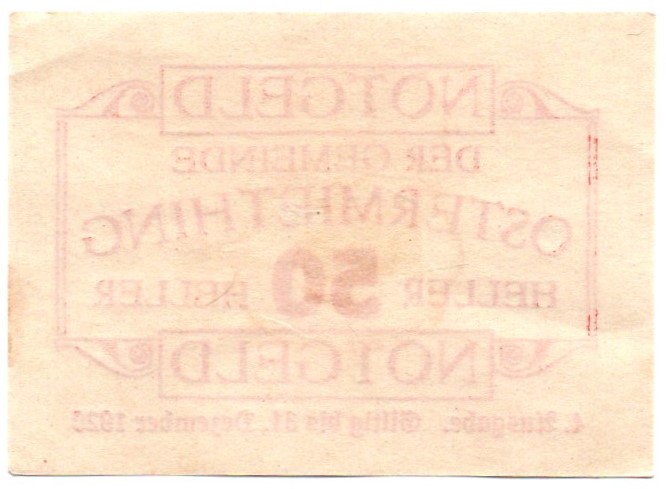 NOTGELD
DER GEMEINDE
OSTERMIETHING
HELLER 50 HELLER
NOTGELD
4. Ausgabe. Giltig bis 31. Dezember